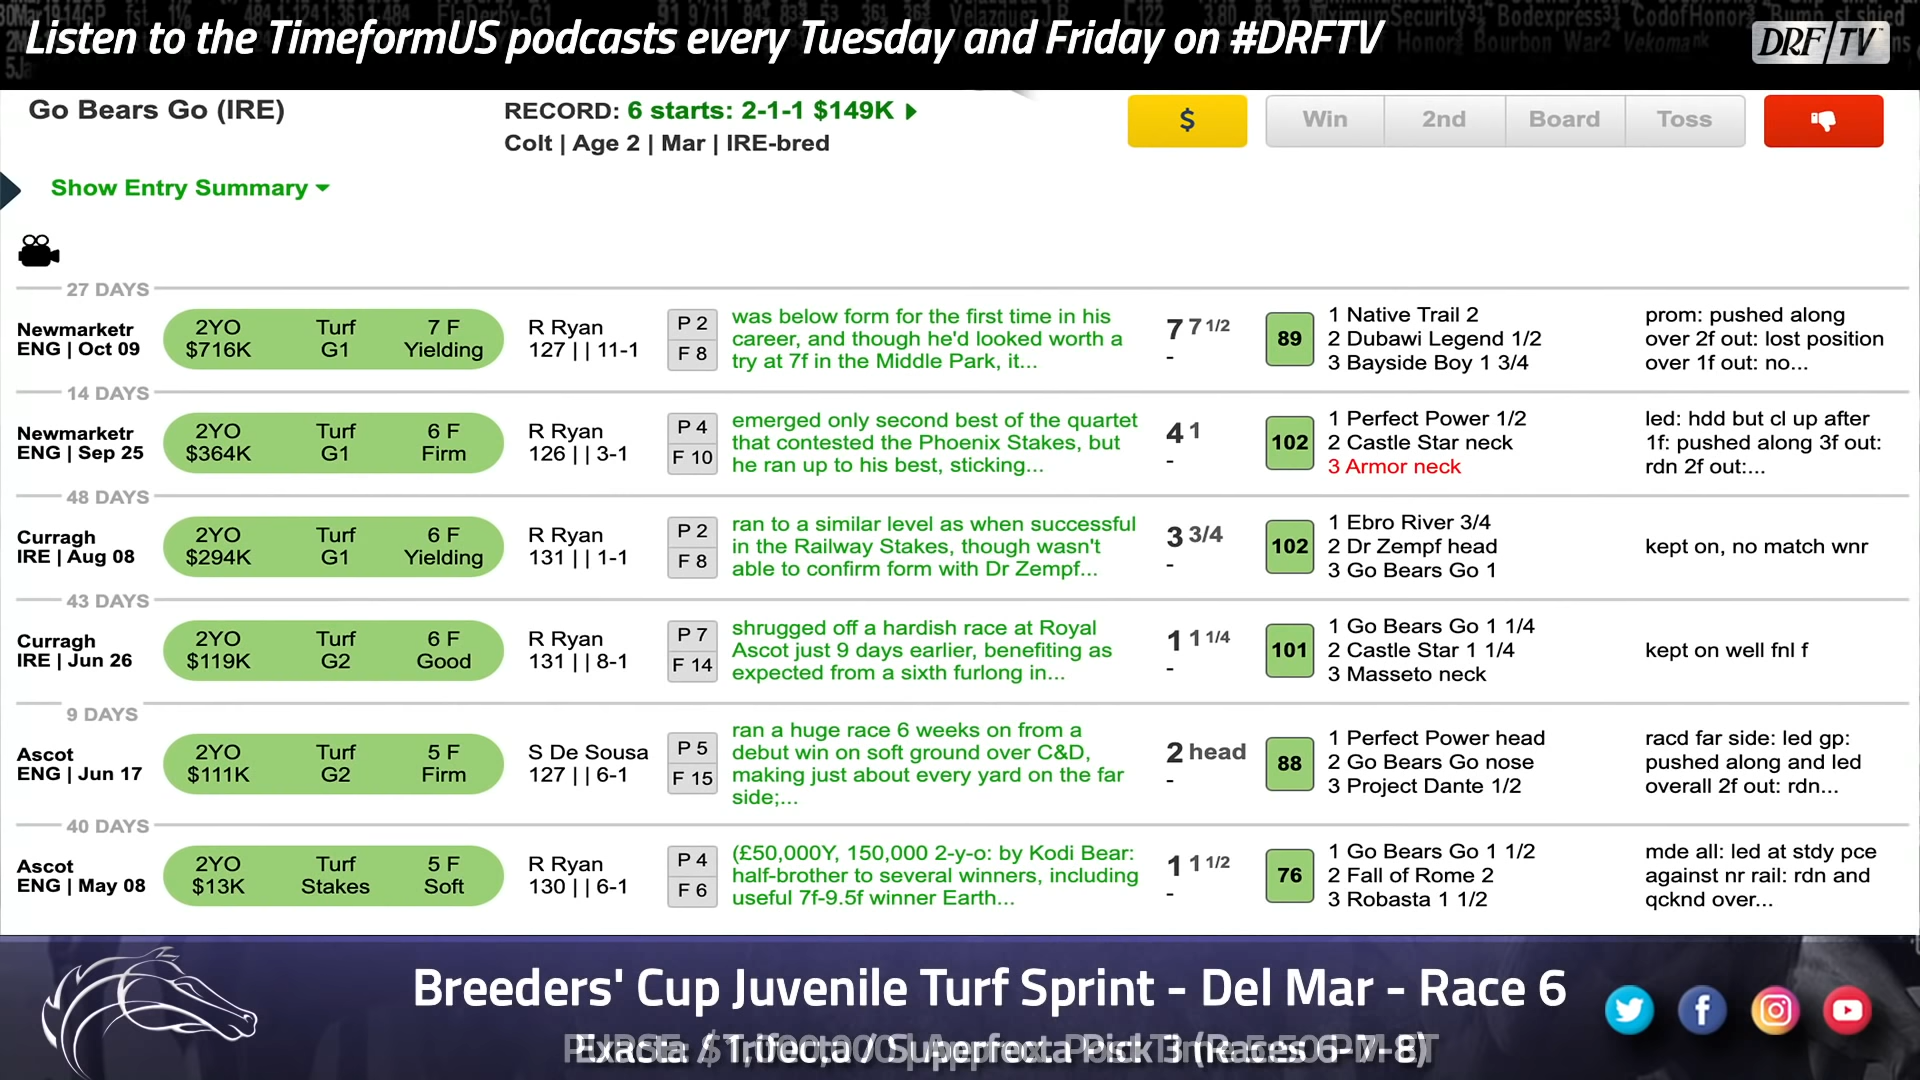 Listen to the TimeformUS podcasts every Tuesday and Friday on #DRFTV
DRF/TV
Go Bears Go (IRE)
RECORD: 6 starts: 2-1-1 $149K
Colt | Age 2 | Mar | IRE-bred
$
Win
2nd
Board
Toss
Show Entry Summary
27 DAYS
Newmarketr
ENG | Oct 09
2YO Turf 7 F
$716K G1 Yielding
R Ryan
127 | | 11-1
P 2
F 8
was below form for the first time in his
career, and though he'd looked worth a
try at 7f in the Middle Park, it...
7 7 1/2
-
89
1 Native Trail 2
2 Dubawi Legend 1/2
3 Bayside Boy 1 3/4
prom: pushed along
over 2f out: lost position
over 1f out: no...
14 DAYS
Newmarketr
ENG | Sep 25
2YO Turf 6 F
$364K G1 Firm
R Ryan
126 | | 3-1
P 4
F 10
emerged only second best of the quartet
that contested the Phoenix Stakes, but
he ran up to his best, sticking...
4 1
-
102
1 Perfect Power 1/2
2 Castle Star neck
3 Armor neck
led: hdd but cl up after
1f: pushed along 3f out:
rdn 2f out:...
48 DAYS
Curragh
IRE | Aug 08
2YO Turf 6 F
$294K G1 Yielding
R Ryan
131 | | 1-1
P 2
F 8
ran to a similar level as when successful
in the Railway Stakes, though wasn't
able to confirm form with Dr Zempf...
3 3/4
-
102
1 Ebro River 3/4
2 Dr Zempf head
3 Go Bears Go 1
kept on, no match wnr
43 DAYS
Curragh
IRE | Jun 26
2YO Turf 6 F
$119K G2 Good
R Ryan
131 | | 8-1
P 7
F 14
shrugged off a hardish race at Royal
Ascot just 9 days earlier, benefiting as
expected from a sixth furlong in...
1 1 1/4
-
101
1 Go Bears Go 1 1/4
2 Castle Star 1 1/4
3 Masseto neck
kept on well fnl f
9 DAYS
Ascot
ENG | Jun 17
2YO Turf 5 F
$111K G2 Firm
S De Sousa
127 | | 6-1
P 5
F 15
ran a huge race 6 weeks on from a
debut win on soft ground over C&D,
making just about every yard on the far
side;...
2 head
-
88
1 Perfect Power head
2 Go Bears Go nose
3 Project Dante 1/2
racd far side: led gp:
pushed along and led
overall 2f out: rdn...
40 DAYS
Ascot
ENG | May 08
2YO Turf 5 F
$13K Stakes Soft
R Ryan
130 | | 6-1
P 4
F 6
(£50,000Y, 150,000 2-y-o: by Kodi Bear:
half-brother to several winners, including
useful 7f-9.5f winner Earth...
1 1 1/2
-
76
1 Go Bears Go 1 1/2
2 Fall of Rome 2
3 Robasta 1 1/2
mde all: led at stdy pce
against nr rail: rdn and
qcknd over...
Breeders' Cup Juvenile Turf Sprint - Del Mar - Race 6
Exacta / Trifecta / Superfecta Pick 3 (Races 6-7-8)